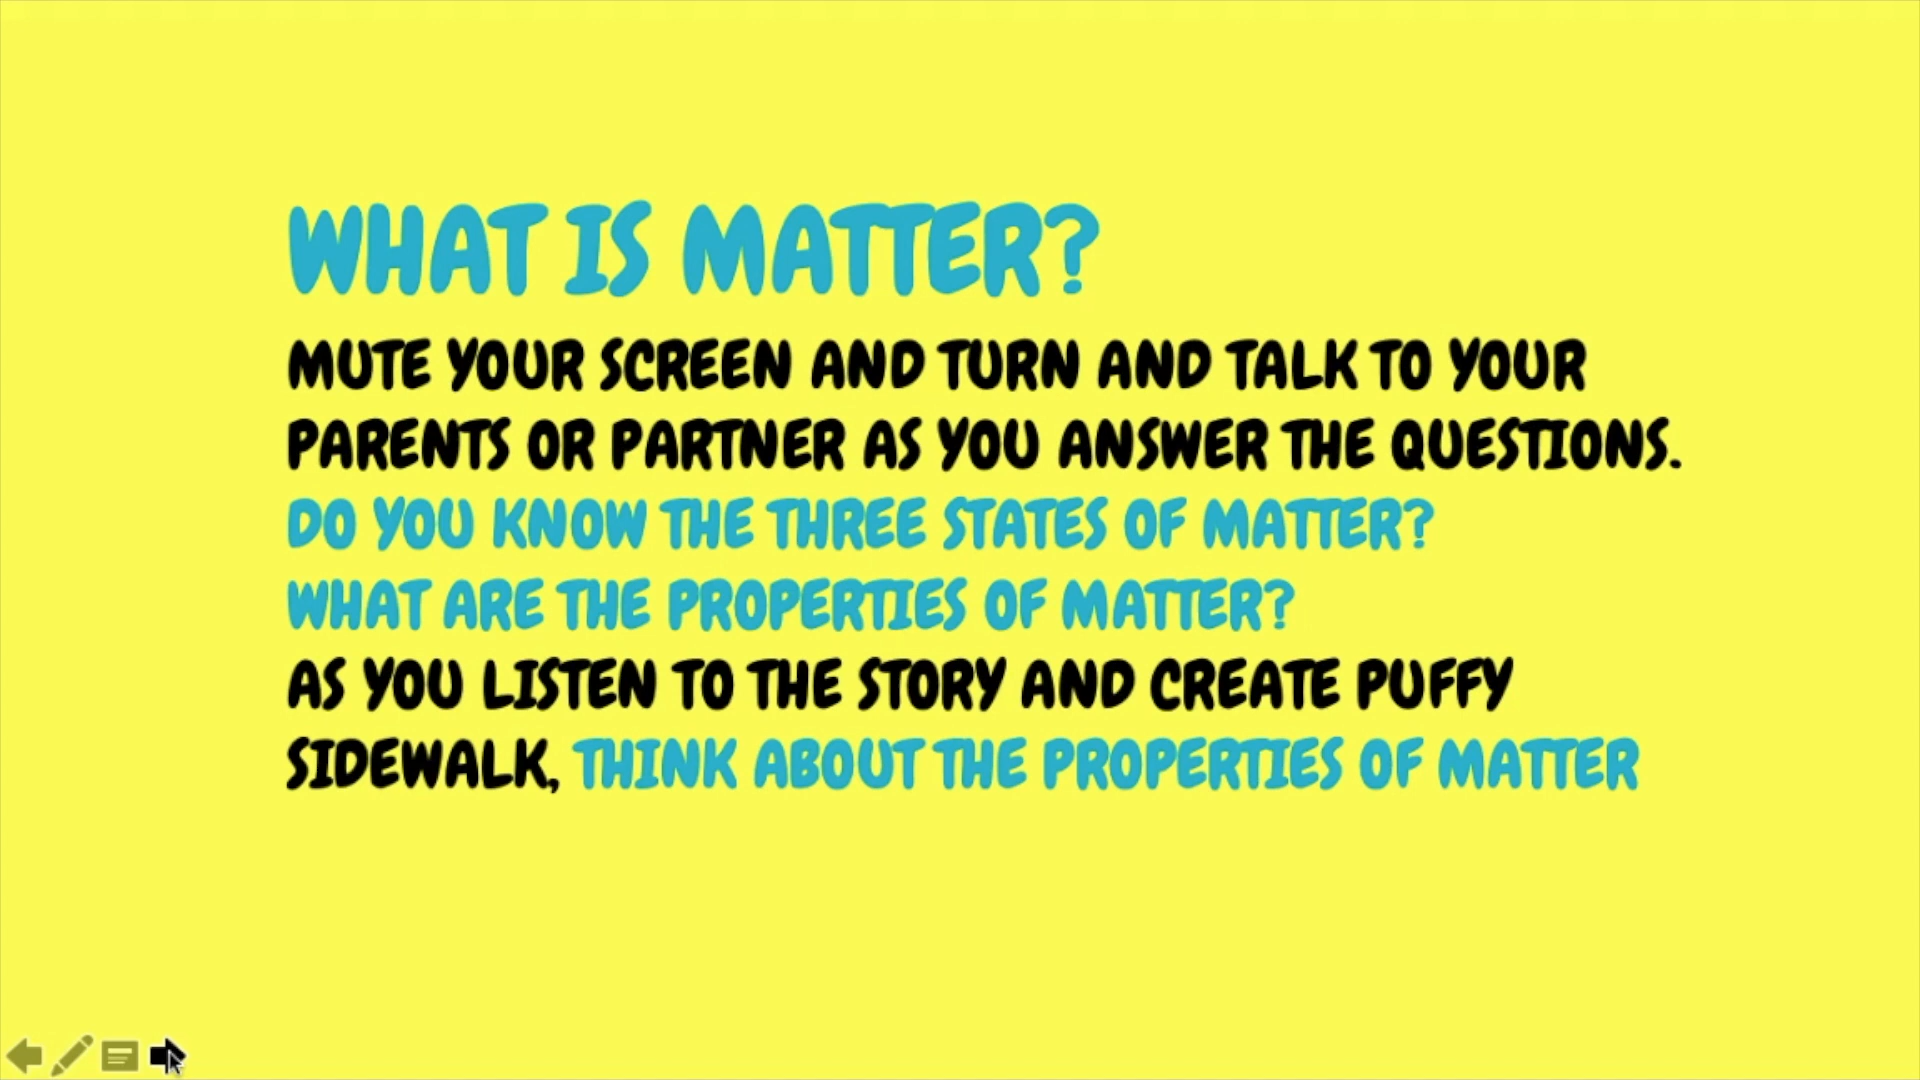 WHAT IS MATTER?
MUTE YOUR SCREEN AND TURN AND TALK TO YOUR
PARENTS OR PARTNER AS YOU ANSWER THE QUESTIONS.
DO YOU KNOW THE THREE STATES OF MATTER?
WHAT ARE THE PROPERTIES OF MATTER?
AS YOU LISTEN TO THE STORY AND CREATE PUFFY
SIDEWALK, THINK ABOUT THE PROPERTIES OF MATTER